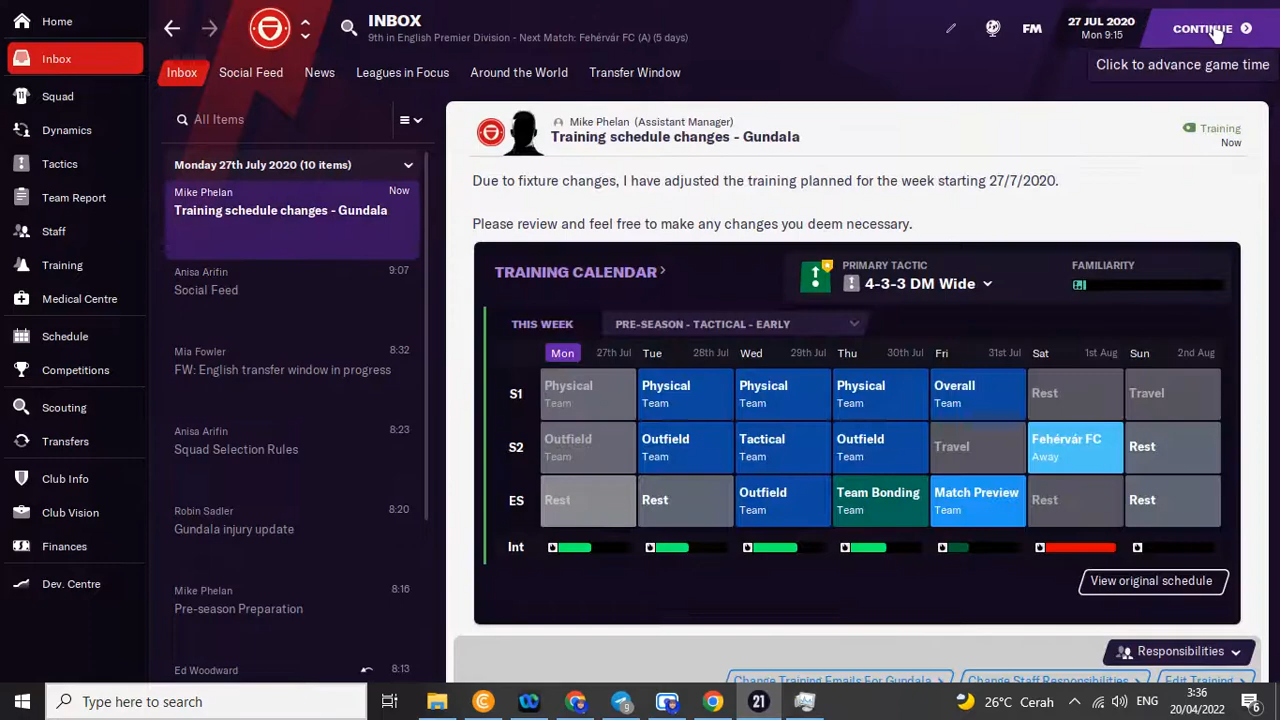 Home
Inbox
Squad
Dynamics
Tactics
Team Report
Staff
Training
Medical Centre
Schedule
Competitions
Scouting
Transfers
Club Info
Club Vision
Finances
Dev. Centre
INBOX
9th in English Premier Division - Next Match: Fehérvár FC (A) (5 days)
FM
27 JUL 2020
Mon 9:15
CONTINUE
Click to advance game time
Inbox
Social Feed
News
Leagues in Focus
Around the World
Transfer Window
All Items
Monday 27th July 2020 (10 items)
Mike Phelan
Now
Training schedule changes - Gundala
Anisa Arifin
9:07
Social Feed
Mia Fowler
8:32
FW: English transfer window in progress
Anisa Arifin
8:23
Squad Selection Rules
Robin Sadler
8:20
Gundala injury update
Mike Phelan
8:16
Pre-season Preparation
Ed Woodward
8:13
Mike Phelan (Assistant Manager)
Training schedule changes - Gundala
Training
Now
Due to fixture changes, I have adjusted the training planned for the week starting 27/7/2020.
Please review and feel free to make any changes you deem necessary.
TRAINING CALENDAR
PRIMARY TACTIC
4-3-3 DM Wide
FAMILIARITY
THIS WEEK
PRE-SEASON - TACTICAL - EARLY
Mon 27th Jul Tue 28th Jul Wed 29th Jul Thu 30th Jul Fri 31st Jul Sat 1st Aug Sun 2nd Aug
S1
Physical Physical Physical Physical Overall Rest Travel
Team Team Team Team Team
S2
Outfield Outfield Tactical Outfield Travel Fehérvár FC Rest
Team Team Team Team Away
ES
Rest Rest Outfield Team Bonding Match Preview Rest Rest
Team Team Team
Int
View original schedule
Responsibilities
Change Training Emails For Gundala
Change Staff Responsibilities
Edit Training
Type here to search
21
26°C Cerah
ENG
3:36
20/04/2022
6